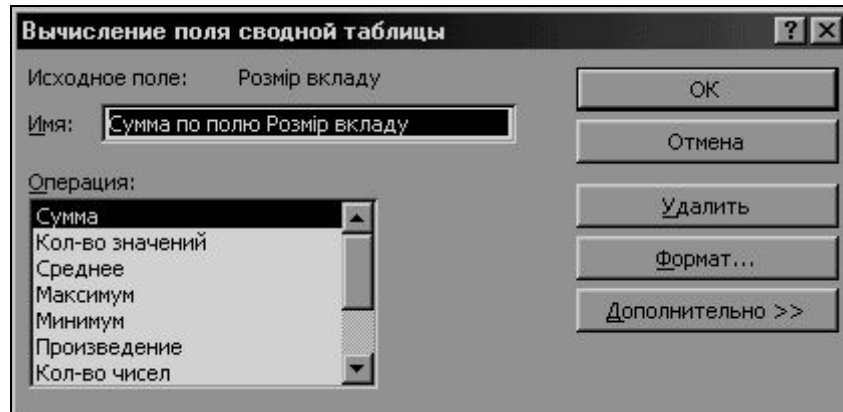 Вычисление поля сводной таблицы
Исходное поле: Розмір вкладу
Имя: Сумма по полю Розмір вкладу
Операция:
Сумма
Кол-во значений
Среднее
Максимум
Минимум
Произведение
Кол-во чисел
ОК
Отмена
Удалить
Формат...
Дополнительно >>